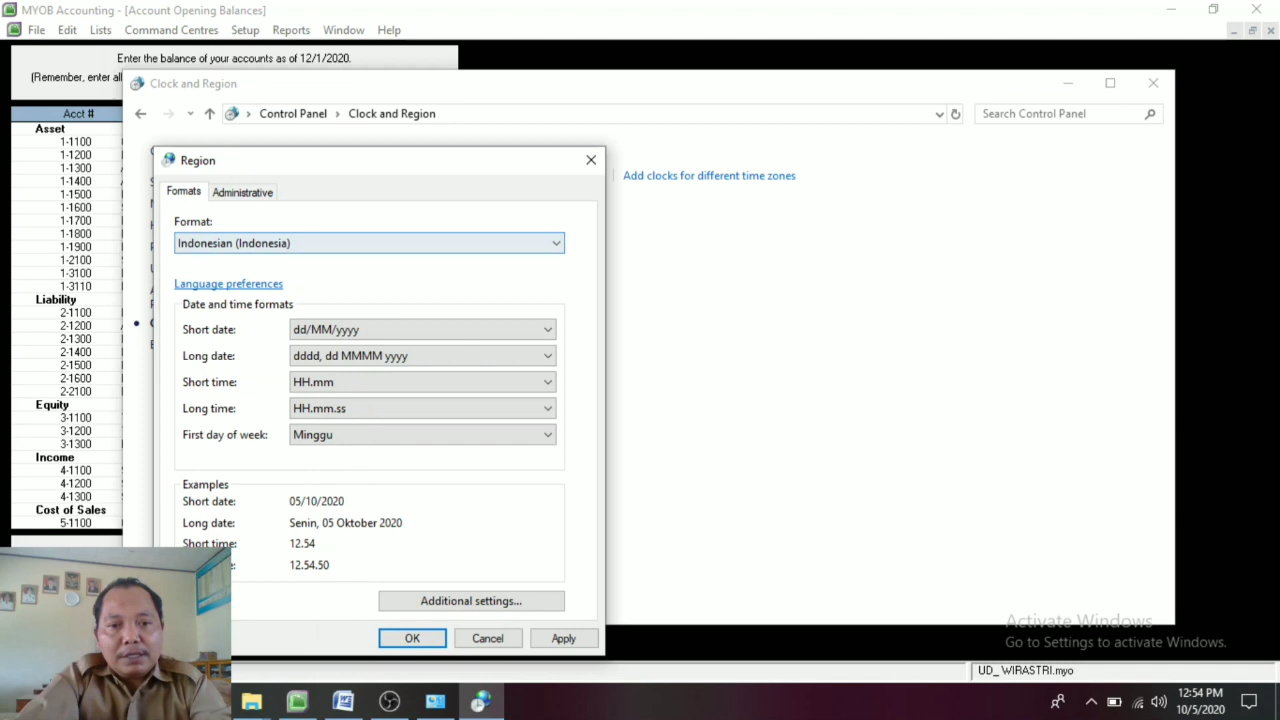 MYOB Accounting - [Account Opening Balances]
File Edit Lists Command Centres Setup Reports Window Help
Enter the balance of your accounts as of 12/1/2020.
(Remember, enter all
Clock and Region
Control Panel › Clock and Region
Search Control Panel
Acct #
Asset
1-1100
1-1200
1-1300
1-1400
1-1500
1-1600
1-1700
1-1800
1-1900
1-2100
1-3100
1-3110
Liability
2-1100
2-1200
2-1300
2-1400
2-1500
2-1600
2-2100
Equity
3-1100
3-1200
3-1300
Income
4-1100
4-1200
4-1300
Cost of Sales
5-1100
Add clocks for different time zones
Region
Formats Administrative
Format:
Indonesian (Indonesia)
Language preferences
Date and time formats
Short date: dd/MM/yyyy
Long date: dddd, dd MMMM yyyy
Short time: HH.mm
Long time: HH.mm.ss
First day of week: Minggu
Examples
Short date: 05/10/2020
Long date: Senin, 05 Oktober 2020
Short time: 12.54
12.54.50
Additional settings...
OK Cancel Apply
Activate Windows
Go to Settings to activate Windows.
UD_WIRASTRI.myo
12:54 PM
10/5/2020